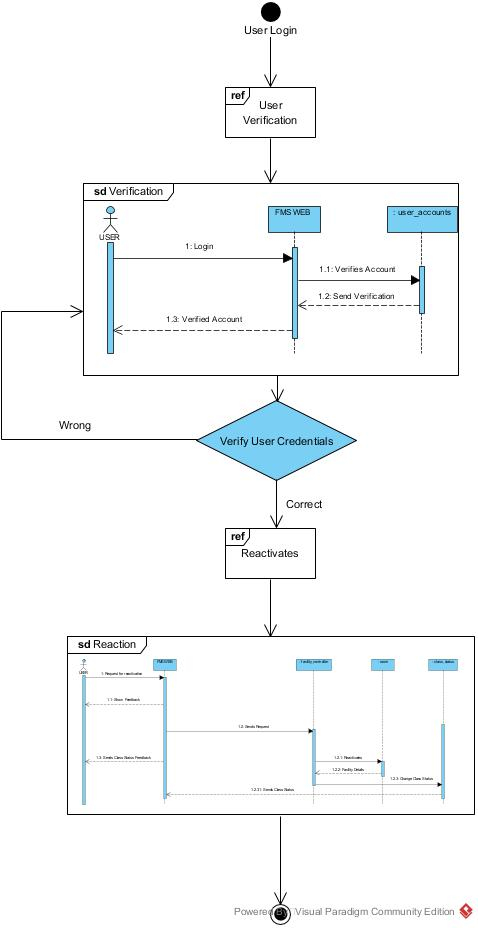 User Login
ref
User
Verification
sd Verification
USER
FMS WEB
: user_accounts
1: Login
1.1: Verifies Account
1.2: Send Verification
1.3: Verified Account
Wrong
Verify User Credentials
Correct
ref
Reactivates
sd Reaction
USER
FMS WEB
: facility_controller
: class_status
1: Request for reactivation
1.1: Show Feedback
1.2: Sends Request
1.3: Sends Class Status Feedback
1.2.1: Reactivates
1.2.2: Facility Details
1.2.3: Change Class Status
1.2.3.1: Sends Class Status
Visual Paradigm Community Edition